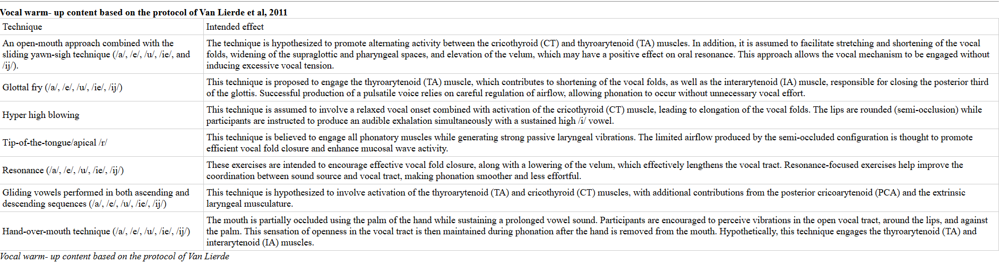 Vocal warm- up content based on the protocol of Van Lierde et al, 2011
Technique
Intended effect
An open-mouth approach combined with the
sliding yawn-sigh technique (/a/, /e/, /u/, /ie/, and
/ij/).
The technique is hypothesized to promote alternating activity between the cricothyroid (CT) and thyroarytenoid (TA) muscles. In addition, it is assumed to facilitate stretching and shortening of the vocal
folds, widening of the supraglottic and pharyngeal spaces, and elevation of the velum, which may have a positive effect on oral resonance. This approach allows the vocal mechanism to be engaged without
inducing excessive vocal tension.
Glottal fry (/a/, /e/, /u/, /ie/, /ij/)
This technique is proposed to engage the thyroarytenoid (TA) muscle, which contributes to shortening of the vocal folds, as well as the interarytenoid (IA) muscle, responsible for closing the posterior third
of the glottis. Successful production of a pulsatile voice relies on careful regulation of airflow, allowing phonation to occur without unnecessary vocal effort.
Hyper high blowing
This technique is assumed to involve a relaxed vocal onset combined with activation of the cricothyroid (CT) muscle, leading to elongation of the vocal folds. The lips are rounded (semi-occlusion) while
participants are instructed to produce an audible exhalation simultaneously with a sustained high /i/ vowel.
Tip-of-the-tongue/apical /r/
This technique is believed to engage all phonatory muscles while generating strong passive laryngeal vibrations. The limited airflow produced by the semi-occluded configuration is thought to promote
efficient vocal fold closure and enhance mucosal wave activity.
Resonance (/a/, /e/, /u/, /ie/, /ij/)
These exercises are intended to encourage effective vocal fold closure, along with a lowering of the velum, which effectively lengthens the vocal tract. Resonance-focused exercises help improve the
coordination between sound source and vocal tract, making phonation smoother and less effortful.
Gliding vowels performed in both ascending and
descending sequences (/a/, /e/, /u/, /ie/, /ij/)
This technique is hypothesized to involve activation of the thyroarytenoid (TA) and cricothyroid (CT) muscles, with additional contributions from the posterior cricoarytenoid (PCA) and the extrinsic
laryngeal musculature.
Hand-over-mouth technique (/a/, /e/, /u/, /ie/, /ij/)
The mouth is partially occluded using the palm of the hand while sustaining a prolonged vowel sound. Participants are encouraged to perceive vibrations in the open vocal tract, around the lips, and against
the palm. This sensation of openness in the vocal tract is then maintained during phonation after the hand is removed from the mouth. Hypothetically, this technique engages the thyroarytenoid (TA) and
interarytenoid (IA) muscles.
Vocal warm- up content based on the protocol of Van Lierde